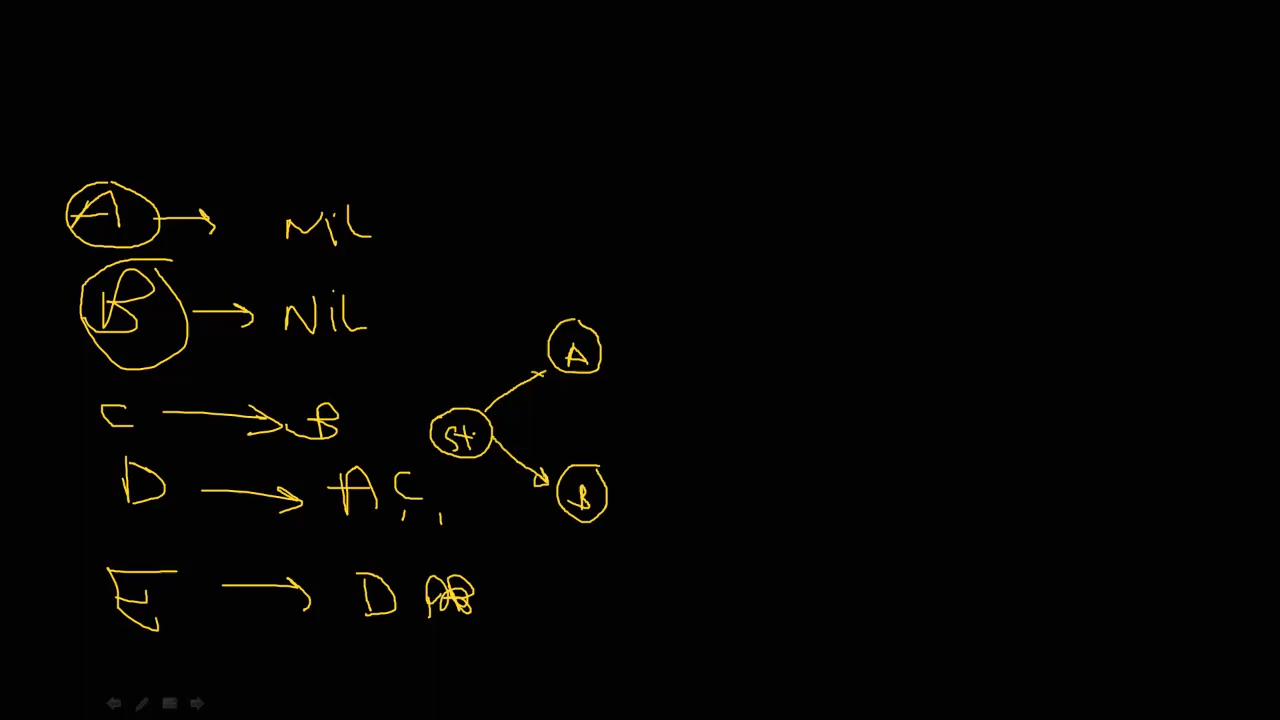 A → Nil
B → Nil
A
C → B
St.
D → A, C,
B
E → D